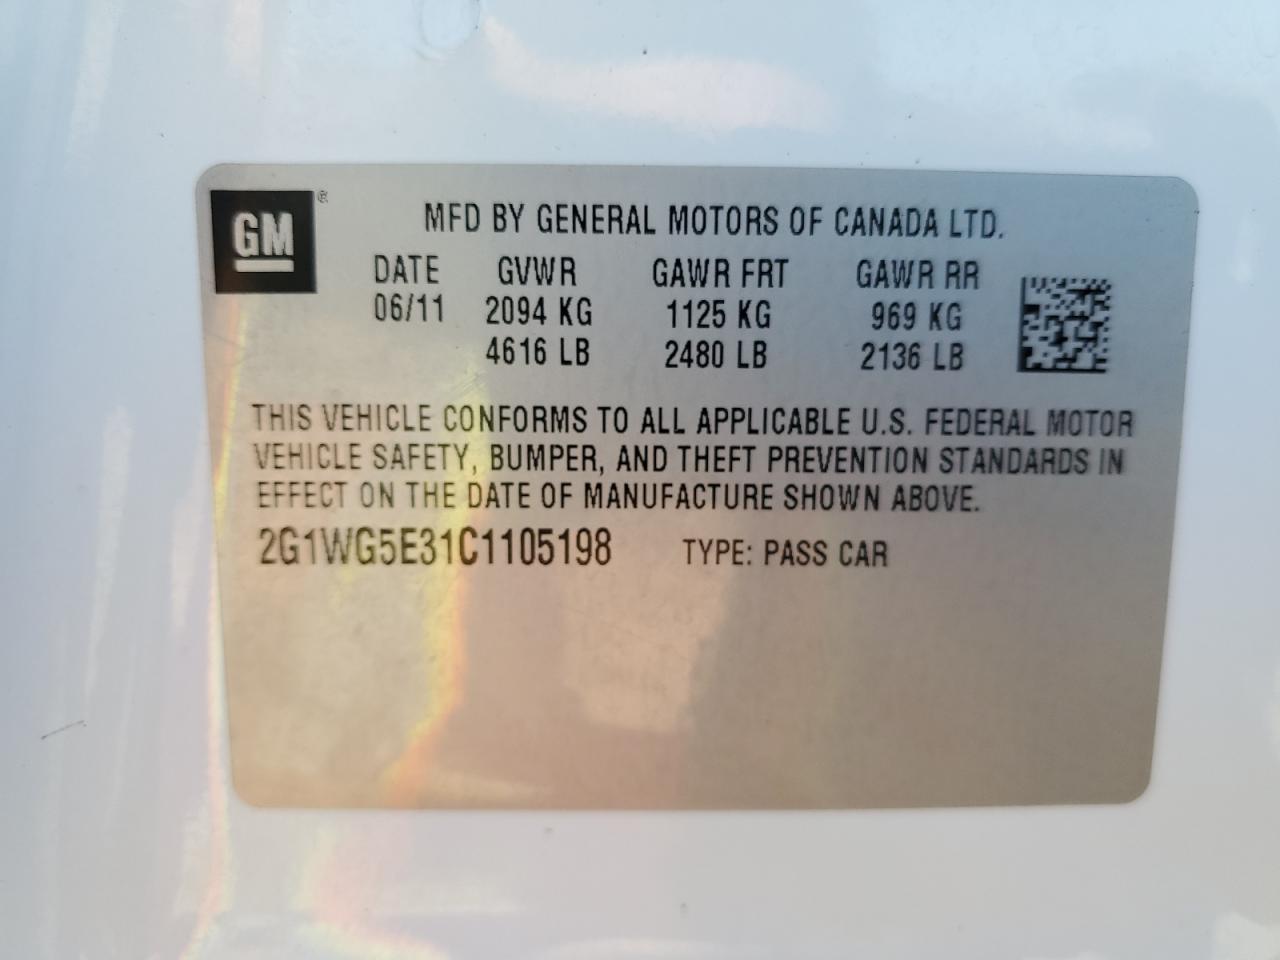 GM®
MFD BY GENERAL MOTORS OF CANADA LTD.
DATE GVWR GAWR FRT GAWR RR
06/11 2094 KG 1125 KG 969 KG
4616 LB 2480 LB 2136 LB
THIS VEHICLE CONFORMS TO ALL APPLICABLE U.S. FEDERAL MOTOR
VEHICLE SAFETY, BUMPER, AND THEFT PREVENTION STANDARDS IN
EFFECT ON THE DATE OF MANUFACTURE SHOWN ABOVE.
2G1WG5E31C1105198 TYPE: PASS CAR